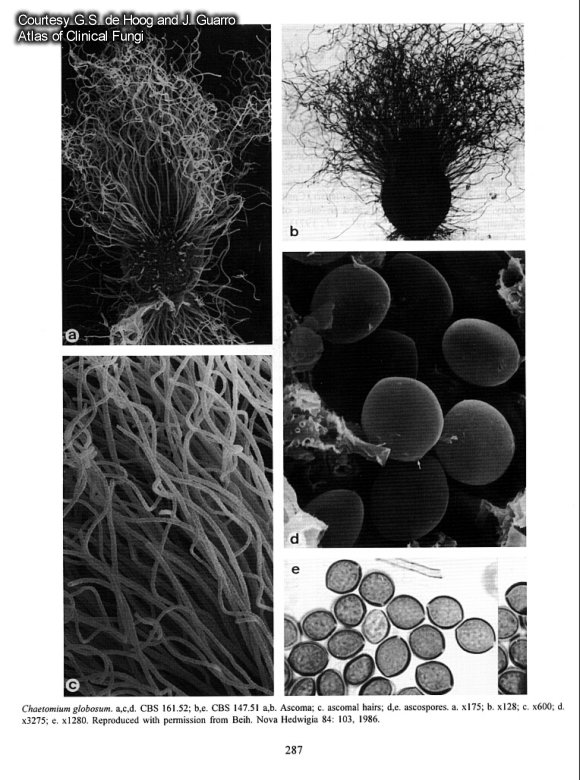 Courtesy G.S. de Hoog and J. Guarro
Atlas of Clinical Fungi
a
b
c
d
e
Chaetomium globosum. a,c,d. CBS 161.52; b,e. CBS 147.51 a,b. Ascoma; c. ascomal hairs; d,e. ascospores. a. x175; b. x128; c. x600; d.
x3275; e. x1280. Reproduced with permission from Beih. Nova Hedwigia 84: 103, 1986.
287